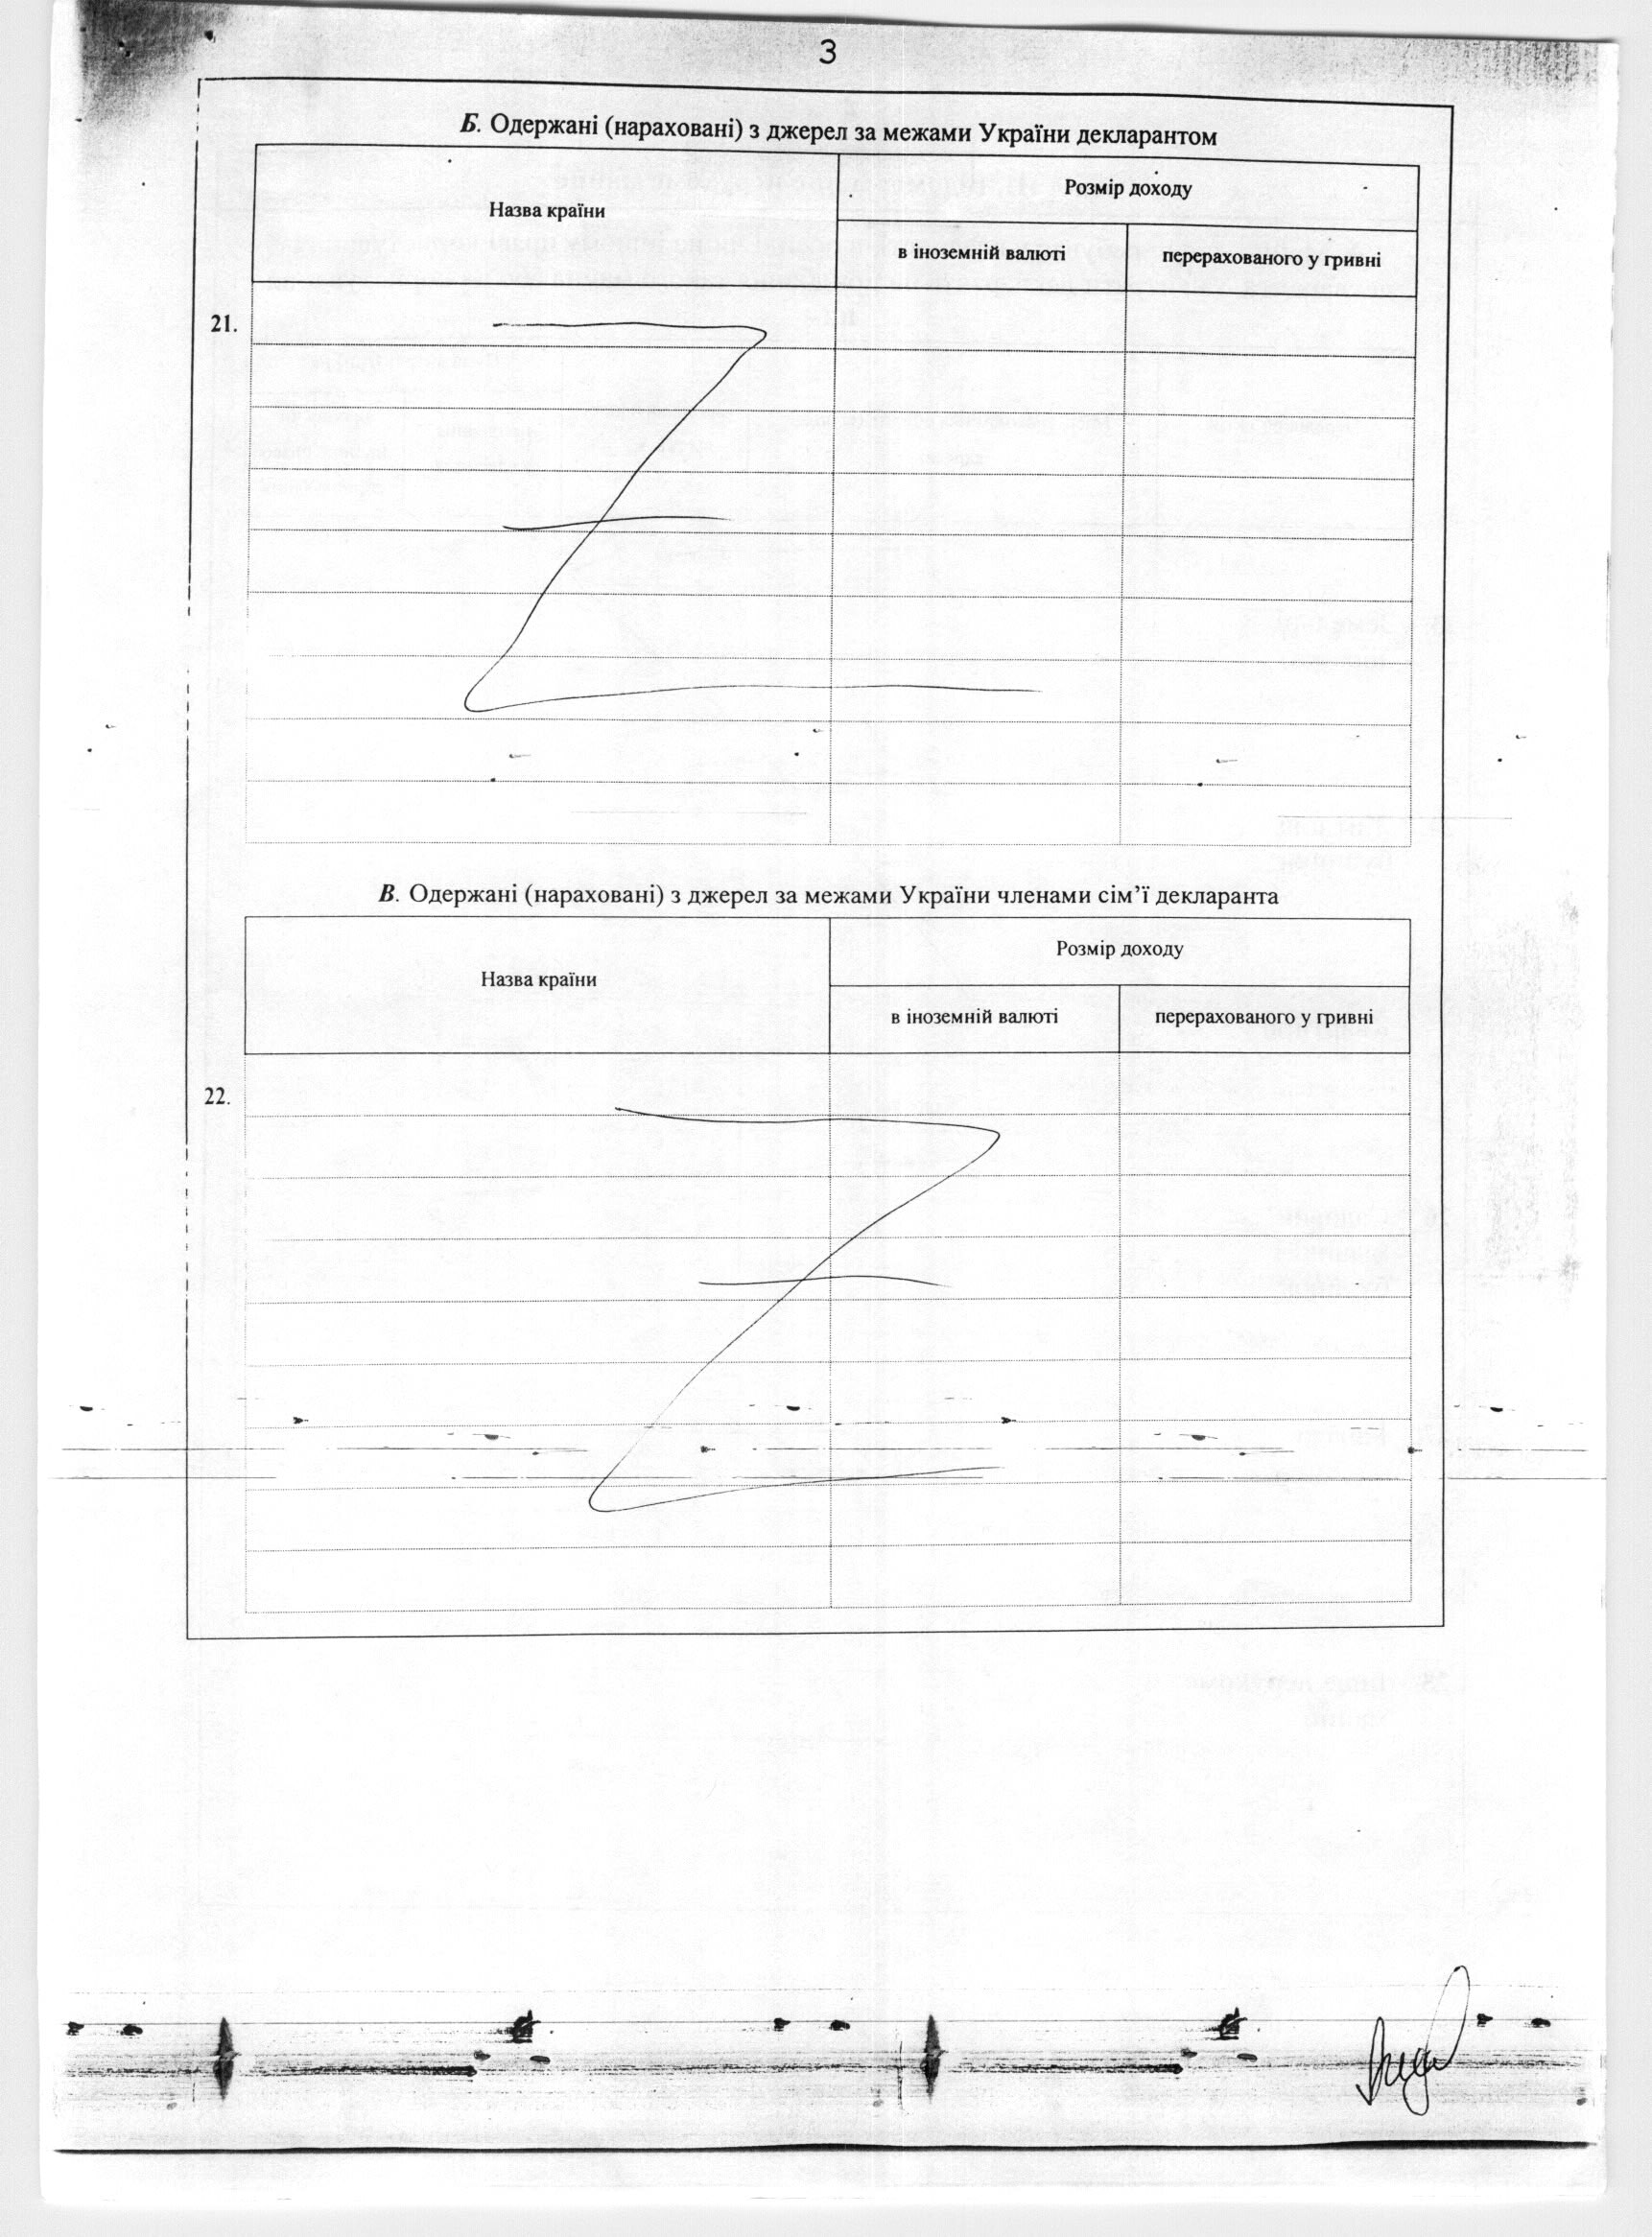 3
Б. Одержані (нараховані) з джерел за межами України декларантом
Назва країни
Розмір доходу
в іноземній валюті
перерахованого у гривні
21.
В. Одержані (нараховані) з джерел за межами України членами сім’ї декларанта
Назва країни
Розмір доходу
в іноземній валюті
перерахованого у гривні
22.